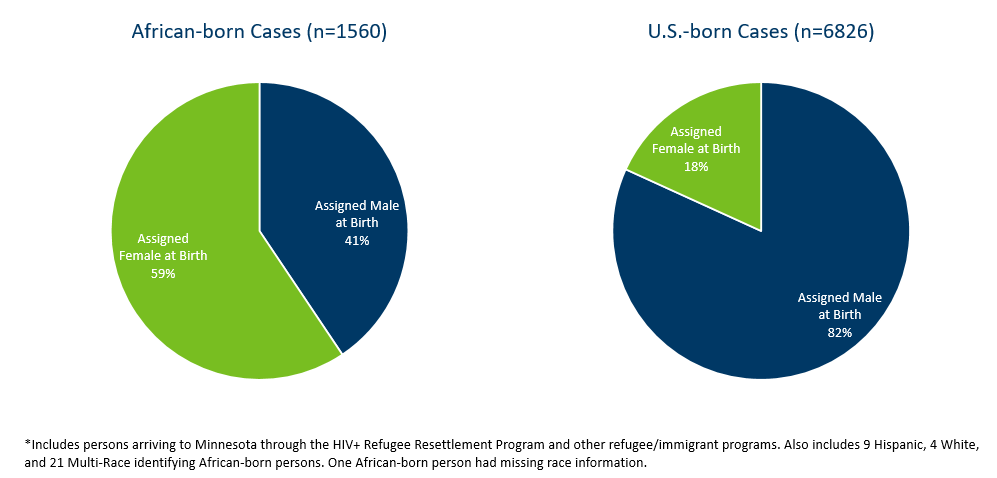 African-born Cases (n=1560)
Assigned Male
at Birth
41%
Assigned
Female at Birth
59%
U.S.-born Cases (n=6826)
Assigned
Female at Birth
18%
Assigned Male
at Birth
82%
*Includes persons arriving to Minnesota through the HIV+ Refugee Resettlement Program and other refugee/immigrant programs. Also includes 9 Hispanic, 4 White,
and 21 Multi-Race identifying African-born persons. One African-born person had missing race information.